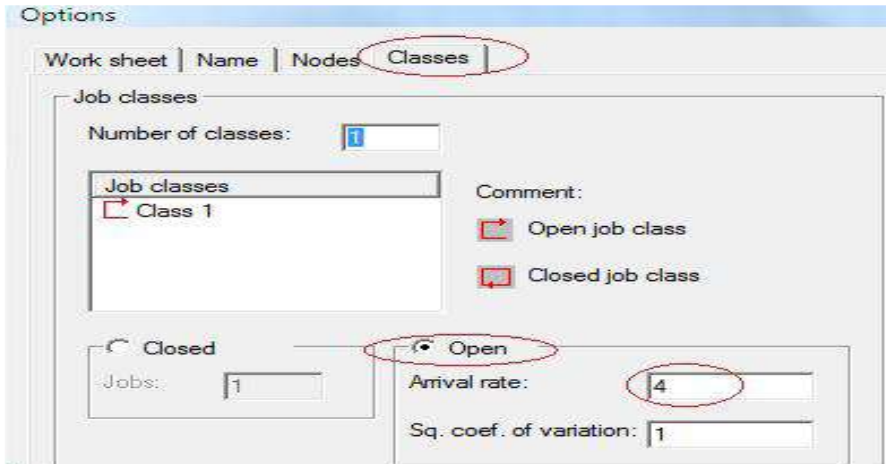 Options
Work sheet | Name | Nodes | Classes
Job classes
Number of classes: 1
Job classes
Class 1
Comment:
Open job class
Closed job class
Closed
Jobs: 1
Open
Arrival rate: 4
Sq. coef. of variation: 1